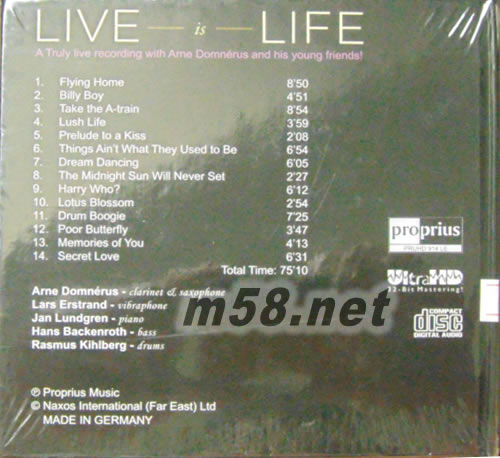 LIVE — is — LIFE
A Truly live recording with Arne Domnérus and his young friends!
1. Flying Home 8'50
2. Billy Boy 4'51
3. Take the A-train 8'54
4. Lush Life 3'59
5. Prelude to a Kiss 2'08
6. Things Ain't What They Used to Be 6'54
7. Dream Dancing 6'05
8. The Midnight Sun Will Never Set 2'27
9. Harry Who? 6'12
10. Lotus Blossom 2'54
11. Drum Boogie 7'25
12. Poor Butterfly 3'47
13. Memories of You 4'13
14. Secret Love 6'31
Total Time: 75'10
proprius
PRUHD 914 LE
UltraHD
32-Bit Mastering!
COMPACT
disc
DIGITAL AUDIO
Arne Domnérus - clarinet & saxophone
Lars Erstrand - vibraphone
Jan Lundgren - piano
Hans Backenroth - bass
Rasmus Kihlberg - drums
m58.net
℗ Proprius Music
© Naxos International (Far East) Ltd
MADE IN GERMANY